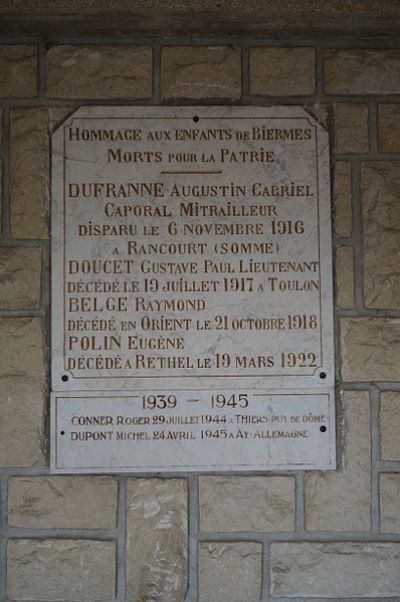 HOMMAGE AUX ENFANTS DE BIERMES
MORTS POUR LA PATRIE
DUFRANNE AUGUSTIN GABRIEL
CAPORAL MITRAILLEUR
DISPARU LE 6 NOVEMBRE 1916
A RANCOURT (SOMME)
DOUCET GUSTAVE PAUL LIEUTENANT
DÉCÉDÉ LE 19 JUILLET 1917 A TOULON
BELGE RAYMOND
DÉCÉDÉ EN ORIENT LE 21 OCTOBRE 1918
POLIN EUGÉNE
DÉCÉDÉ A RETHEL LE 19 MARS 1922
1939 - 1945
CONNER ROGER 29 JUILLET 1944 A THIERS PUY DE DÔME
DUPONT MICHEL 24 AVRIL 1945 A AY ALLEMAGNE